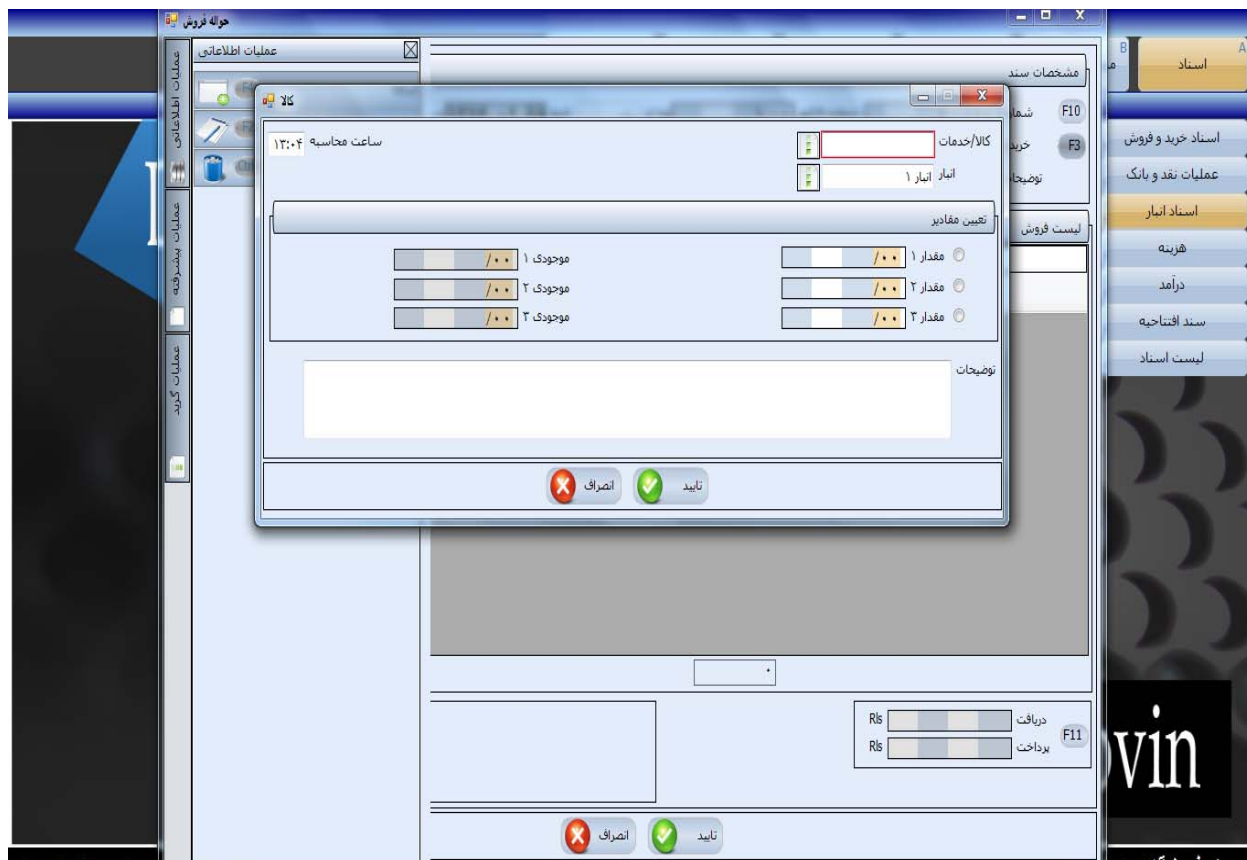 حواله فروش
اسناد
A
B
عملیات اطلاعاتی
عملیات اطلاعاتی
عملیات پیشرفته
عملیات گرید
مشخصات سند
F10
F3
توضیحات
لیست فروش
اسناد خرید و فروش
عملیات نقد و بانک
اسناد انبار
هزینه
درآمد
سند افتتاحیه
لیست اسناد
کالا
کالا/خدمات
ساعت محاسبه ۱۳:۰۴
انبار انبار ۱
تعیین مقادیر
مقدار ۱ /۰۰ موجودی ۱ /۰۰
مقدار ۲ /۰۰ موجودی ۲ /۰۰
مقدار ۳ /۰۰ موجودی ۳ /۰۰
توضیحات
تایید انصراف
۰
F11
دریافت Rls
پرداخت Rls
vin
تایید انصراف